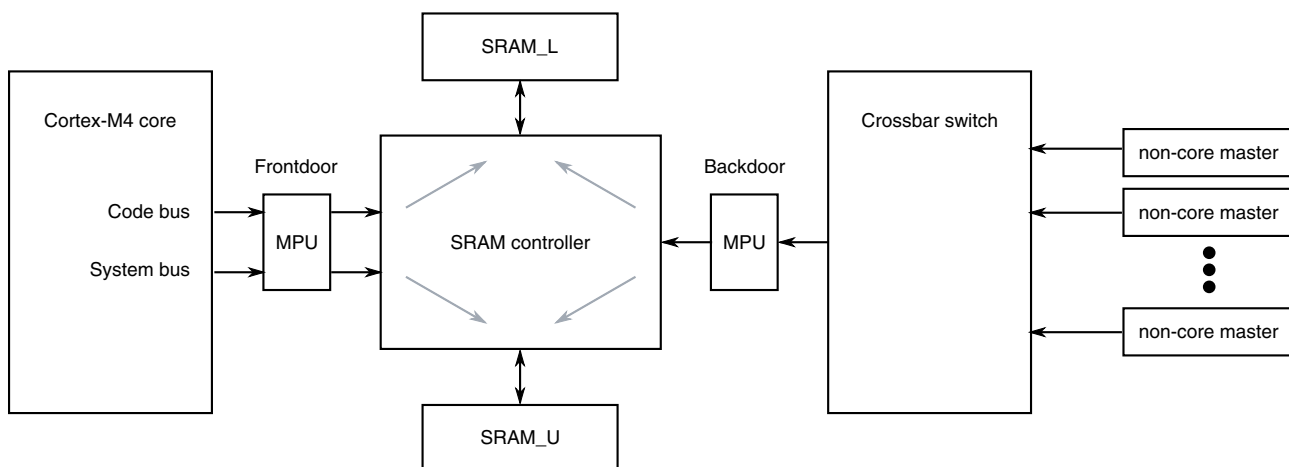 SRAM_L
Cortex-M4 core
Crossbar switch
non-core master
Frontdoor
Backdoor
Code bus
non-core master
MPU
SRAM controller
MPU
System bus
non-core master
SRAM_U